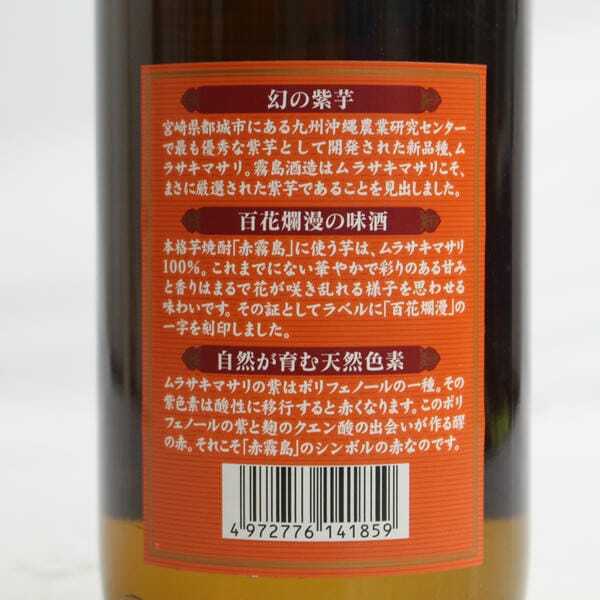 幻の紫芋
宮崎県都城市にある九州沖縄農業研究センター
で最も優秀な紫芋として開発された新品種、ム
ラサキマサリ。霧島酒造はムラサキマサリこそ、
まさに厳選された紫芋であることを見出しました。
百花爛漫の味酒
本格芋焼酎「赤霧島」に使う芋は、ムラサキマサリ
100%。これまでにない華やかで彩りのある甘み
と香りはまるで花が咲き乱れる様子を思わせる
味わいです。その証としてラベルに「百花爛漫」の
一字を刻印しました。
自然が育む天然色素
ムラサキマサリの紫はポリフェノールの一種。その
紫色素は酸性に移行すると赤くなります。このポリ
フェノールの紫と麹のクエン酸の出会いが作る醪
の赤。それこそ「赤霧島」のシンボルの赤なのです。
4 972776 141859